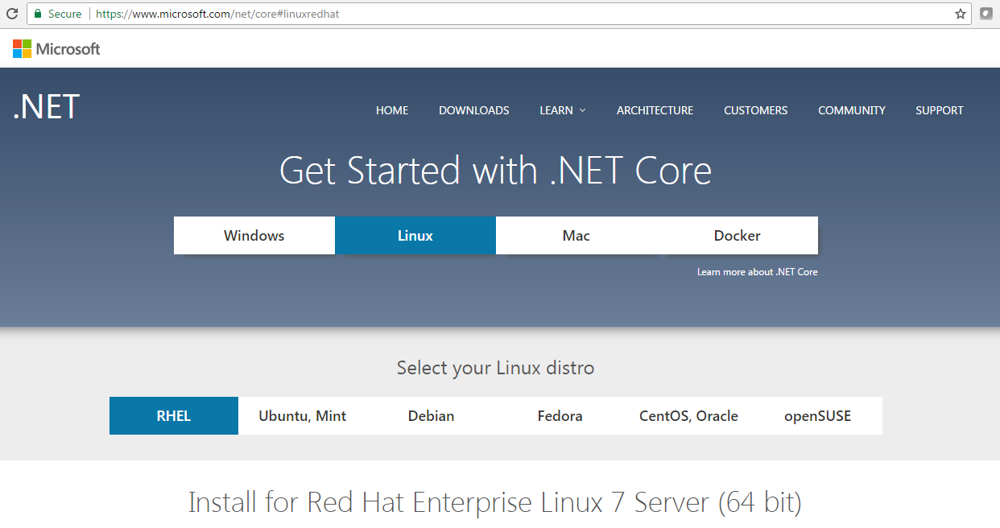 Secure https://www.microsoft.com/net/core#linuxredhat
Microsoft
.NET
HOME DOWNLOADS LEARN ARCHITECTURE CUSTOMERS COMMUNITY SUPPORT
Get Started with .NET Core
Windows Linux Mac Docker
Learn more about .NET Core
Select your Linux distro
RHEL Ubuntu, Mint Debian Fedora CentOS, Oracle openSUSE
Install for Red Hat Enterprise Linux 7 Server (64 bit)